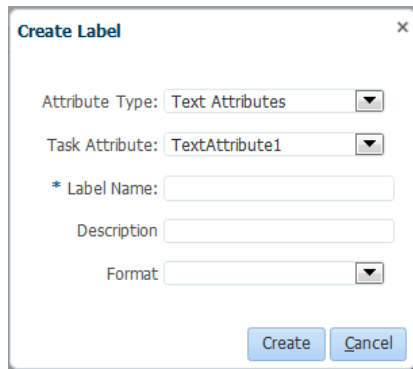 Create Label
Attribute Type: Text Attributes
Task Attribute: TextAttribute1
* Label Name:
Description
Format
Create Cancel